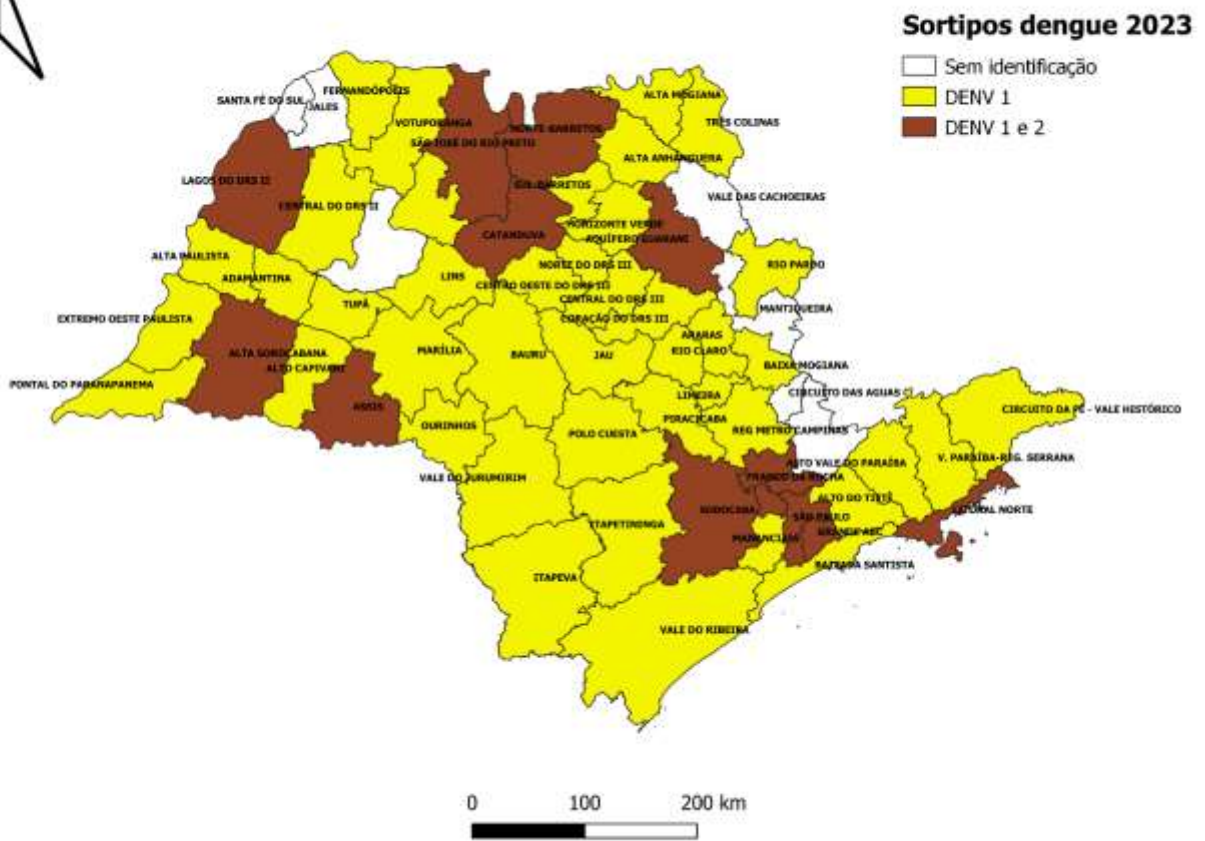 Sortipos dengue 2023
Sem identificação
DENV 1
DENV 1 e 2
SANTA FÉ DO SUL
JALES
FERNANDÓPOLIS
VOTUPORANGA
SÃO JOSÉ DO RIO PRETO
NORTE-BARRETOS
ALTA MOGIANA
TRÊS COLINAS
ALTA ANHANGUERA
LAGOS DO DRS II
CENTRAL DO DRS II
SUL-BARRETOS
VALE DAS CACHOEIRAS
CATANDUVA
HORIZONTE VERDE
AQUÍFERO GUARANI
ALTA PAULISTA
ADAMANTINA
LINS
NORTE DO DRS III
RIO PARDO
TUPÃ
CENTRO OESTE DO DRS III
CENTRAL DO DRS III
MANTIQUEIRA
EXTREMO OESTE PAULISTA
CORAÇÃO DO DRS III
ARARAS
ALTA SOROCABANA
MARÍLIA
BAURU
JAU
RIO CLARO
ALTO CAPIVARI
BAIXA MOGIANA
PONTAL DO PARANAPANEMA
ASSIS
LIMEIRA
CIRCUITO DAS AGUAS
CIRCUITO DA FÉ - VALE HISTÓRICO
OURINHOS
POLO CUESTA
PIRACICABA
REG METRO CAMPINAS
V. PARAÍBA-REG. SERRANA
ALTO VALE DO PARAÍBA
VALE DO JURUMIRIM
FRANCO DA ROCHA
ALTO DO TIETÊ
SOROCABA
SÃO PAULO
LITORAL NORTE
ITAPETININGA
MANANCIAIS
GRANDE ABC
BAIXADA SANTISTA
ITAPEVA
VALE DO RIBEIRA
0 100 200 km